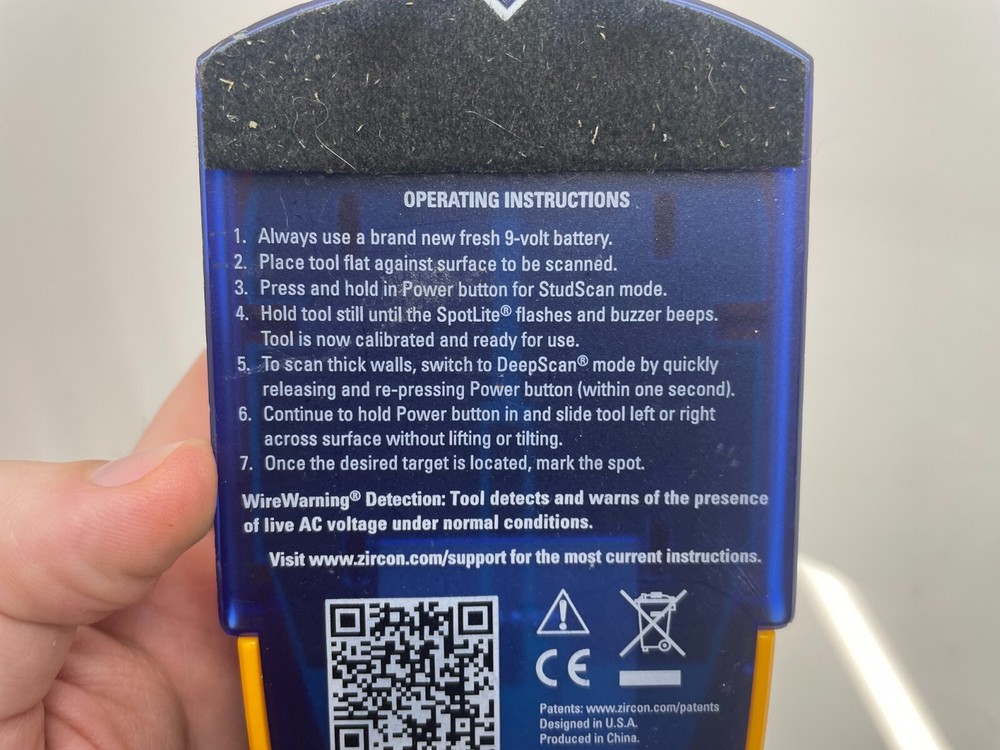 OPERATING INSTRUCTIONS
1. Always use a brand new fresh 9-volt battery.
2. Place tool flat against surface to be scanned.
3. Press and hold in Power button for StudScan mode.
4. Hold tool still until the SpotLite® flashes and buzzer beeps.
Tool is now calibrated and ready for use.
5. To scan thick walls, switch to DeepScan® mode by quickly
releasing and re-pressing Power button (within one second).
6. Continue to hold Power button in and slide tool left or right
across surface without lifting or tilting.
7. Once the desired target is located, mark the spot.
WireWarning® Detection: Tool detects and warns of the presence
of live AC voltage under normal conditions.
Visit www.zircon.com/support for the most current instructions.
CE
Patents: www.zircon.com/patents
Designed in U.S.A.
Produced in China.